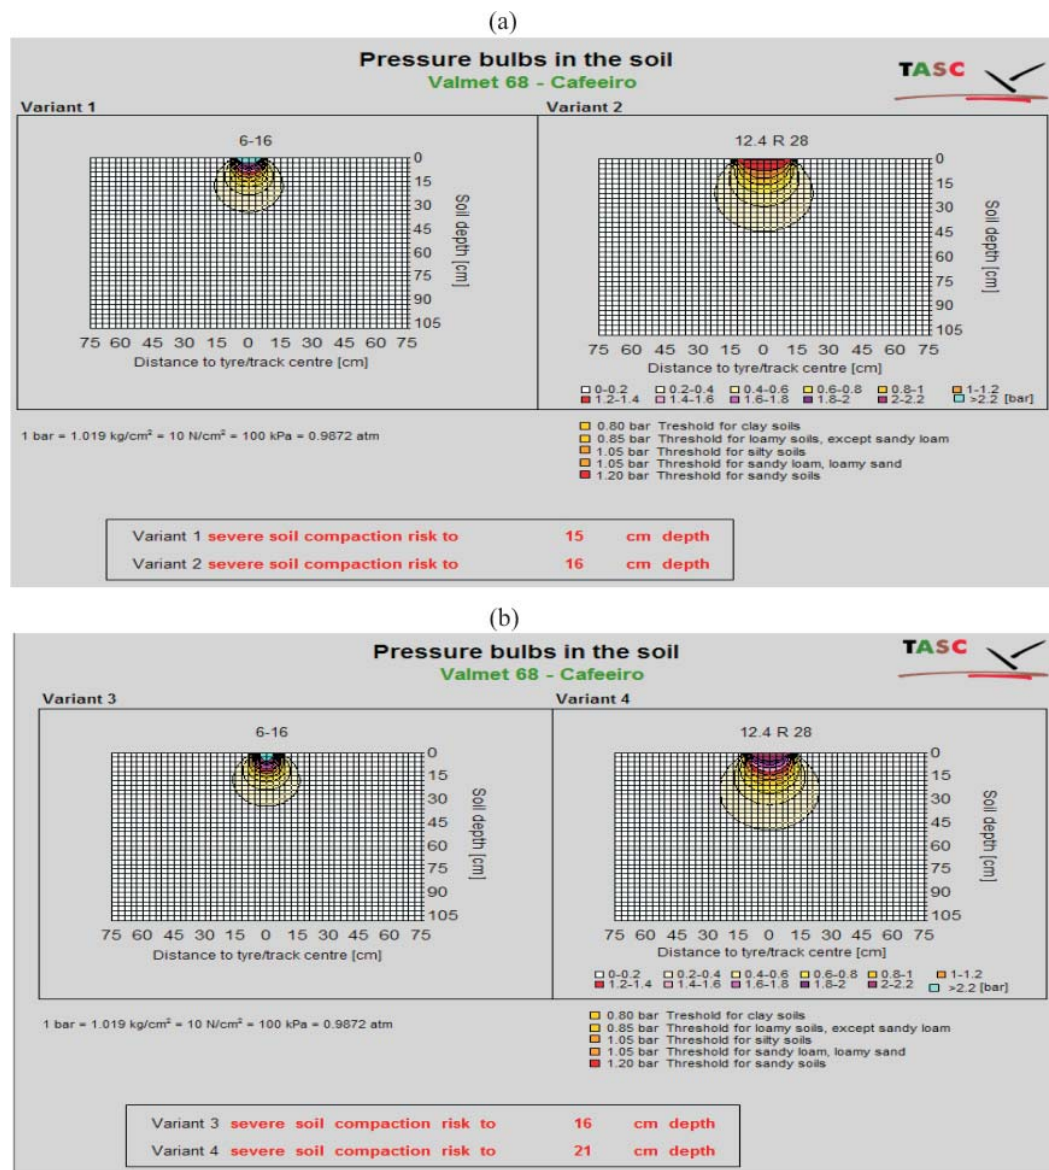 (a)
Pressure bulbs in the soil
Valmet 68 - Cafeeiro
TASC
Variant 1
Variant 2
6-16
12.4 R 28
0
15
30
45
60
75
90
105
Soil depth [cm]
0
15
30
45
60
75
90
105
Soil depth [cm]
75 60 45 30 15 0 15 30 45 60 75
Distance to tyre/track centre [cm]
75 60 45 30 15 0 15 30 45 60 75
Distance to tyre/track centre [cm]
0-0.2 0.2-0.4 0.4-0.6 0.6-0.8 0.8-1 1-1.2
1.2-1.4 1.4-1.6 1.6-1.8 1.8-2 2-2.2 >2.2 [bar]
1 bar = 1.019 kg/cm² = 10 N/cm² = 100 kPa = 0.9872 atm
0.80 bar Treshold for clay soils
0.85 bar Threshold for loamy soils, except sandy loam
1.05 bar Threshold for silty soils
1.05 bar Threshold for sandy loam, loamy sand
1.20 bar Threshold for sandy soils
Variant 1 severe soil compaction risk to 15 cm depth
Variant 2 severe soil compaction risk to 16 cm depth
(b)
Pressure bulbs in the soil
Valmet 68 - Cafeeiro
TASC
Variant 3
Variant 4
6-16
12.4 R 28
0
15
30
45
60
75
90
105
Soil depth [cm]
0
15
30
45
60
75
90
105
Soil depth [cm]
75 60 45 30 15 0 15 30 45 60 75
Distance to tyre/track centre [cm]
75 60 45 30 15 0 15 30 45 60 75
Distance to tyre/track centre [cm]
0-0.2 0.2-0.4 0.4-0.6 0.6-0.8 0.8-1 1-1.2
1.2-1.4 1.4-1.6 1.6-1.8 1.8-2 2-2.2 >2.2 [bar]
1 bar = 1.019 kg/cm² = 10 N/cm² = 100 kPa = 0.9872 atm
0.80 bar Treshold for clay soils
0.85 bar Threshold for loamy soils, except sandy loam
1.05 bar Threshold for silty soils
1.05 bar Threshold for sandy loam, loamy sand
1.20 bar Threshold for sandy soils
Variant 3 severe soil compaction risk to 16 cm depth
Variant 4 severe soil compaction risk to 21 cm depth